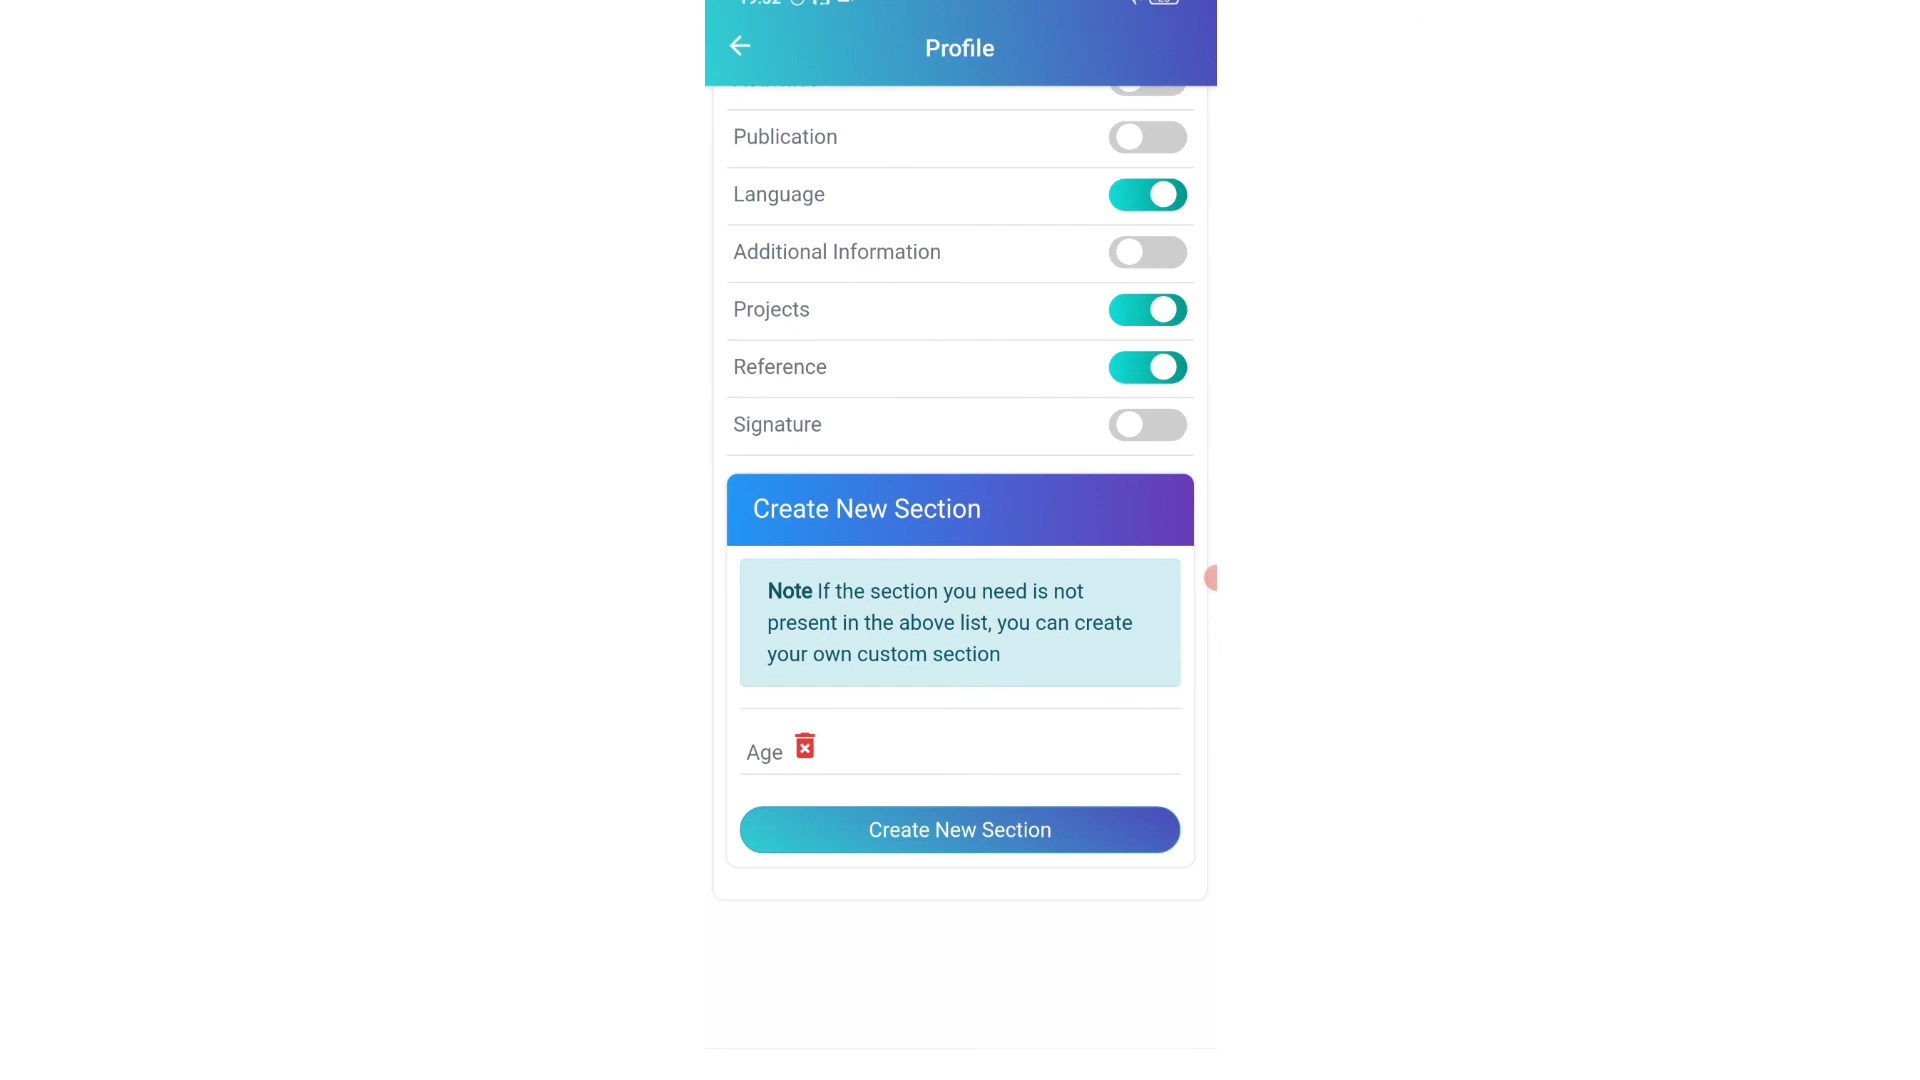 Profile
Publication
Language
Additional Information
Projects
Reference
Signature
Create New Section
Note If the section you need is not
present in the above list, you can create
your own custom section
Age
Create New Section